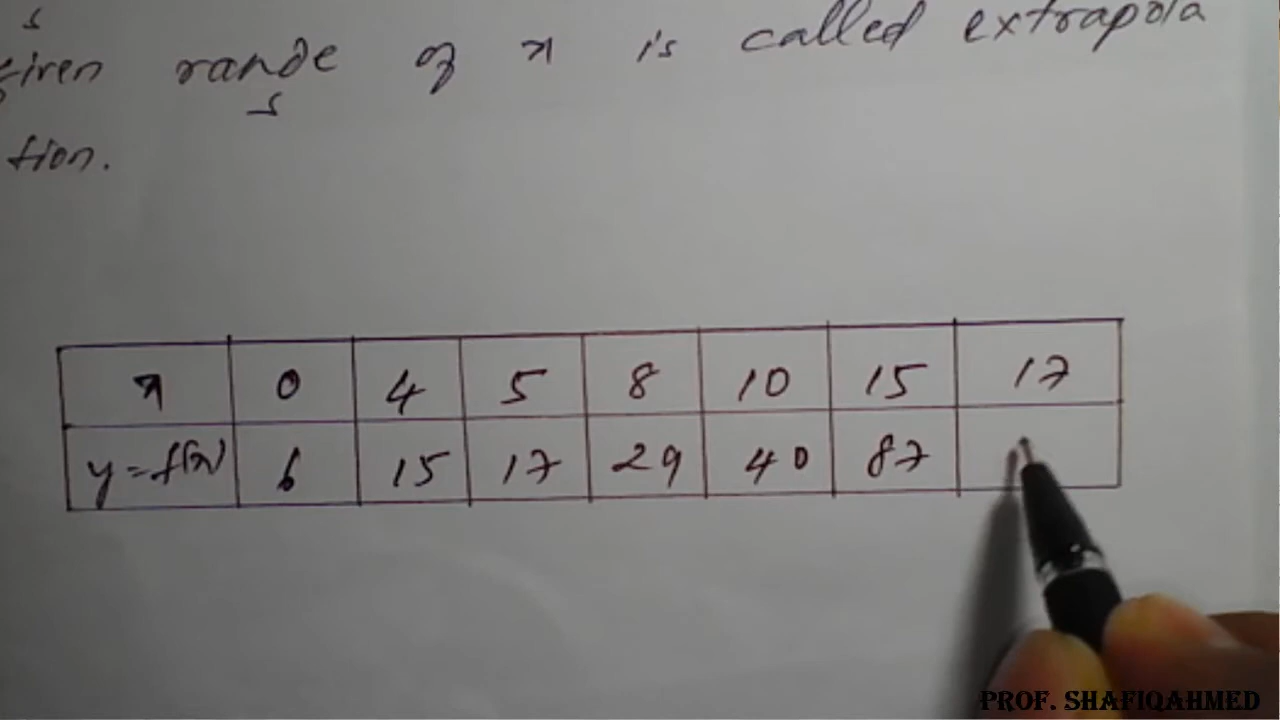 given range of x is called extrapola
tion.
x 0 4 5 8 10 15 17
y=f(x) 6 15 17 29 40 87
PROF. SHAFIQAHMED